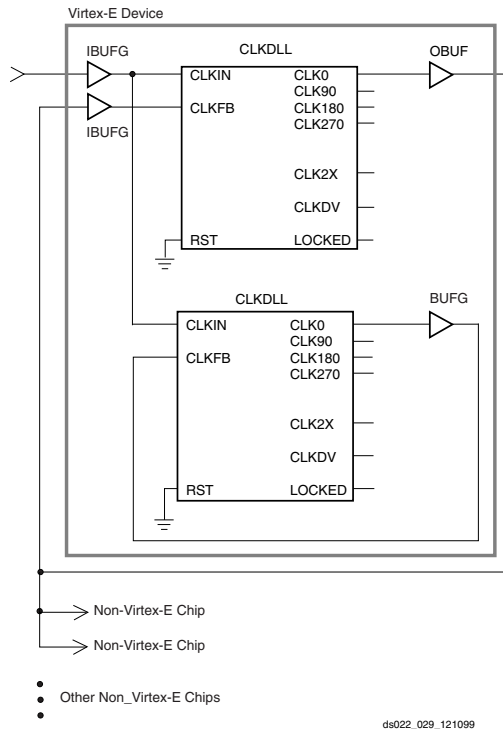 Virtex-E Device
IBUFG
CLKDLL
OBUF
CLKIN
CLK0
CLK90
CLKFB
CLK180
CLK270
IBUFG
CLK2X
CLKDV
RST
LOCKED
CLKDLL
BUFG
CLKIN
CLK0
CLK90
CLKFB
CLK180
CLK270
CLK2X
CLKDV
RST
LOCKED
Non-Virtex-E Chip
Non-Virtex-E Chip
Other Non_Virtex-E Chips
ds022_029_121099